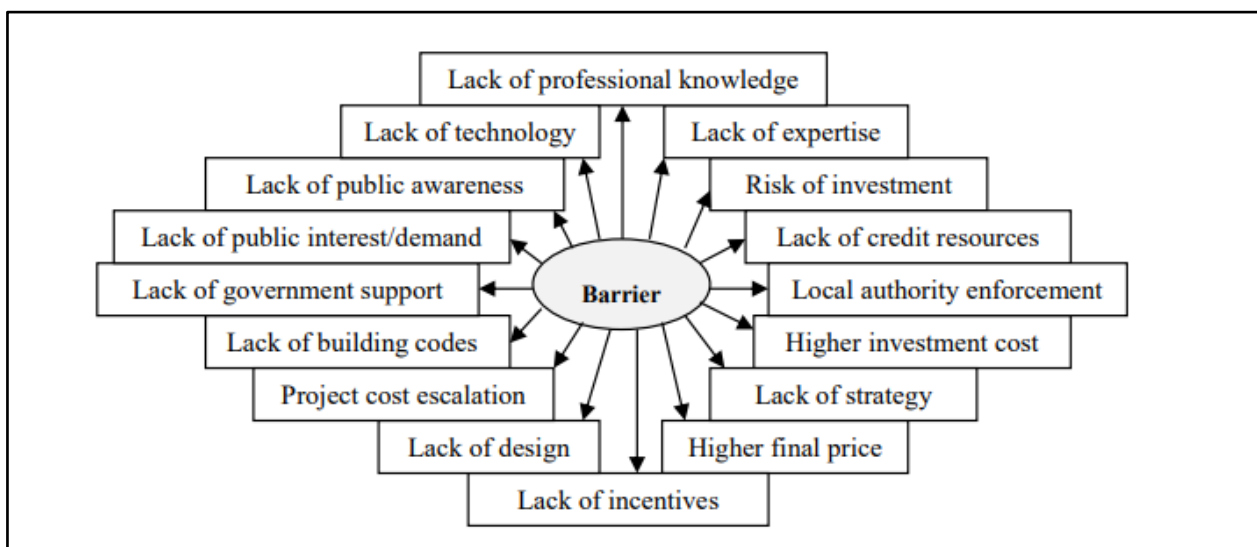 Lack of professional knowledge
Lack of technology
Lack of expertise
Lack of public awareness
Risk of investment
Lack of public interest/demand
Lack of credit resources
Lack of government support
Barrier
Local authority enforcement
Lack of building codes
Higher investment cost
Project cost escalation
Lack of strategy
Lack of design
Higher final price
Lack of incentives